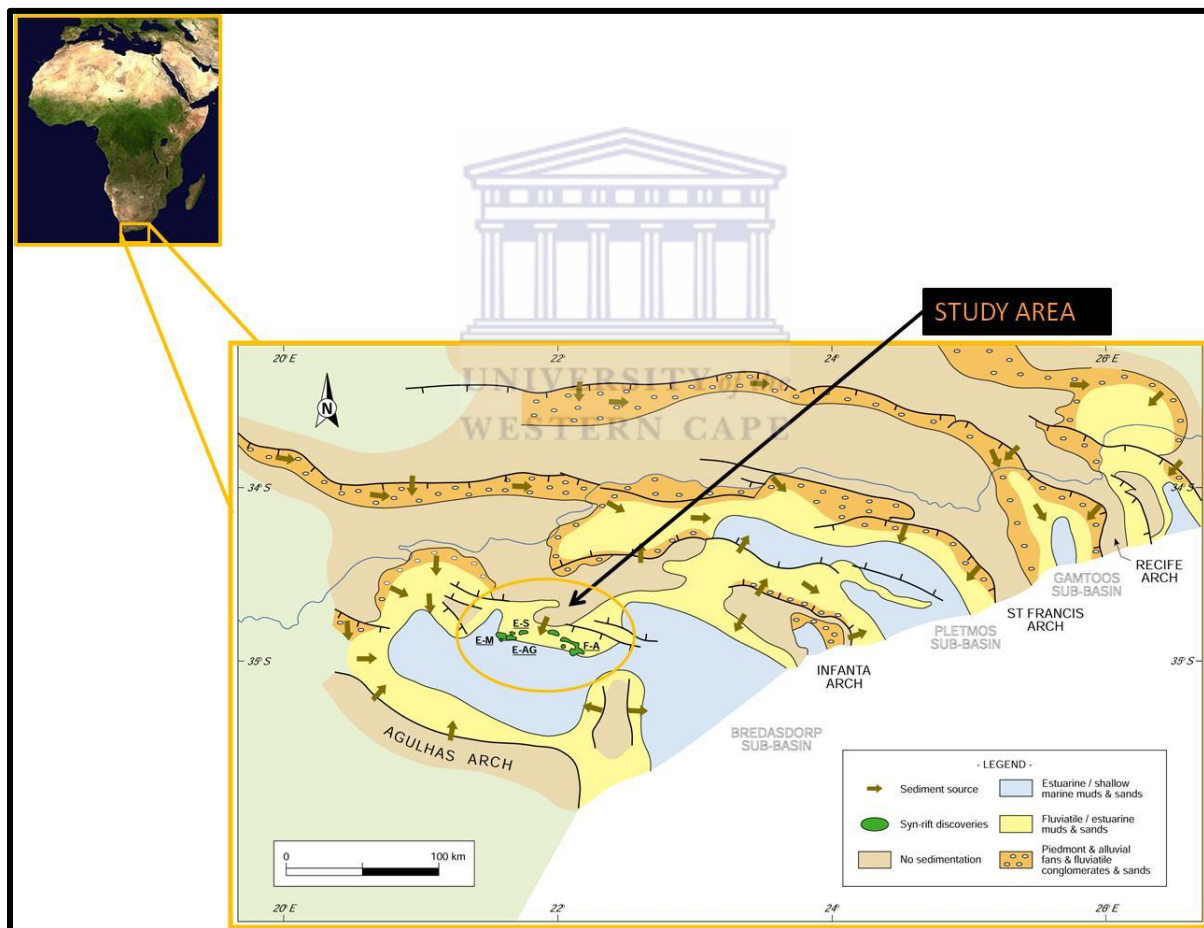 STUDY AREA
20° E
22°
24°
26° E
N
UNIVERSITY of the
WESTERN CAPE
34° S
34° S
RECIFE
ARCH
GAMTOOS
SUB-BASIN
ST FRANCIS
ARCH
PLETMOS
SUB-BASIN
E-S
E-M
E-AG
F-A
35° S
35° S
INFANTA
ARCH
BREDASDORP
SUB-BASIN
AGULHAS ARCH
- LEGEND -
Sediment source
Estuarine / shallow
marine muds & sands
Syn-rift discoveries
Fluviatile / estuarine
muds & sands
No sedimentation
Piedmont & alluvial
fans & fluviatile
conglomerates & sands
0
100 km
20° E
22°
24°
26° E